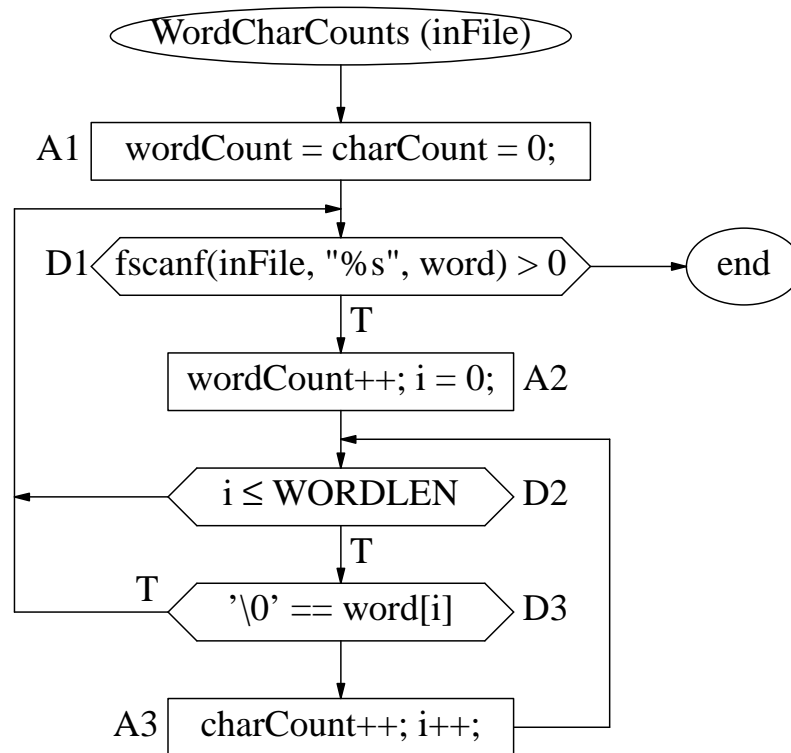 WordCharCounts (inFile)
A1 wordCount = charCount = 0;
D1 fscanf(inFile, "%s", word) > 0 end
T
wordCount++; i = 0; A2
i ≤ WORDLEN D2
T
T
'\0' == word[i] D3
A3 charCount++; i++;